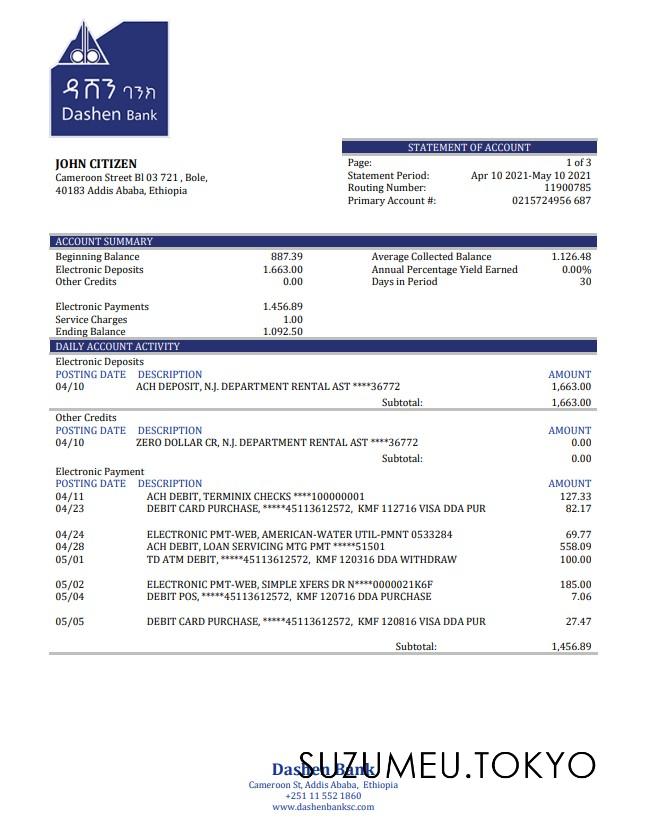 ዳሸን ባንክ
Dashen Bank
STATEMENT OF ACCOUNT
JOHN CITIZEN
Cameroon Street Bl 03 721 , Bole,
40183 Addis Ababa, Ethiopia
Page: 1 of 3
Statement Period: Apr 10 2021-May 10 2021
Routing Number: 11900785
Primary Account #: 0215724956 687
ACCOUNT SUMMARY
Beginning Balance 887.39 Average Collected Balance 1.126.48
Electronic Deposits 1.663.00 Annual Percentage Yield Earned 0.00%
Other Credits 0.00 Days in Period 30
Electronic Payments 1.456.89
Service Charges 1.00
Ending Balance 1.092.50
DAILY ACCOUNT ACTIVITY
Electronic Deposits
POSTING DATE DESCRIPTION AMOUNT
04/10 ACH DEPOSIT, N.J. DEPARTMENT RENTAL AST ****36772 1,663.00
Subtotal: 1,663.00
Other Credits
POSTING DATE DESCRIPTION AMOUNT
04/10 ZERO DOLLAR CR, N.J. DEPARTMENT RENTAL AST ****36772 0.00
Subtotal: 0.00
Electronic Payment
POSTING DATE DESCRIPTION AMOUNT
04/11 ACH DEBIT, TERMINIX CHECKS ****100000001 127.33
04/23 DEBIT CARD PURCHASE, *****45113612572, KMF 112716 VISA DDA PUR 82.17
04/24 ELECTRONIC PMT-WEB, AMERICAN-WATER UTIL-PMNT 0533284 69.77
04/28 ACH DEBIT, LOAN SERVICING MTG PMT *****51501 558.09
05/01 TD ATM DEBIT, *****45113612572, KMF 120316 DDA WITHDRAW 100.00
05/02 ELECTRONIC PMT-WEB, SIMPLE XFERS DR N****0000021K6F 185.00
05/04 DEBIT POS, *****45113612572, KMF 120716 DDA PURCHASE 7.06
05/05 DEBIT CARD PURCHASE, *****45113612572, KMF 120816 VISA DDA PUR 27.47
Subtotal: 1,456.89
SUZUMEU.TOKYO
Dashen Bank
Cameroon St, Addis Ababa, Ethiopia
+251 11 552 1860
www.dashenbanksc.com